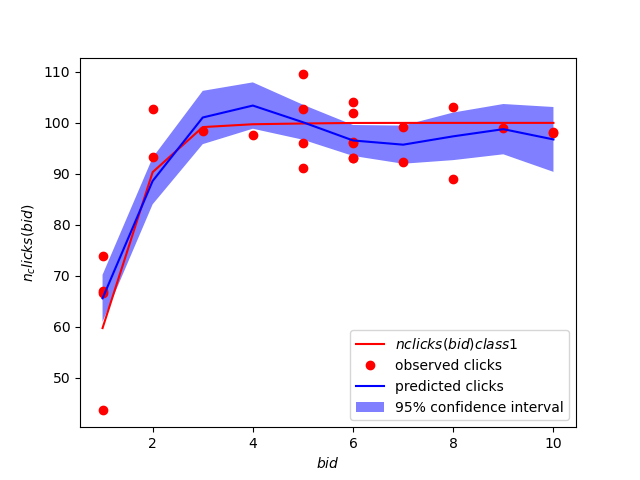 110
100
90
80
70
60
50
n_clicks(bid)
2
4
6
8
10
bid
nclicks(bid)class1
observed clicks
predicted clicks
95% confidence interval